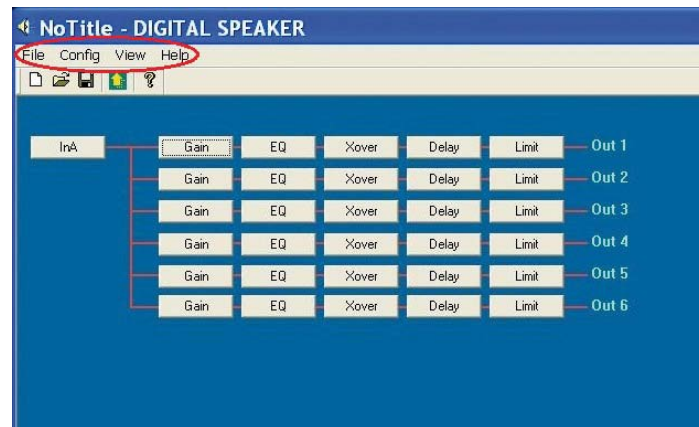 NoTitle - DIGITAL SPEAKER
File Config View Help
InA Gain EQ Xover Delay Limit Out 1
Gain EQ Xover Delay Limit Out 2
Gain EQ Xover Delay Limit Out 3
Gain EQ Xover Delay Limit Out 4
Gain EQ Xover Delay Limit Out 5
Gain EQ Xover Delay Limit Out 6